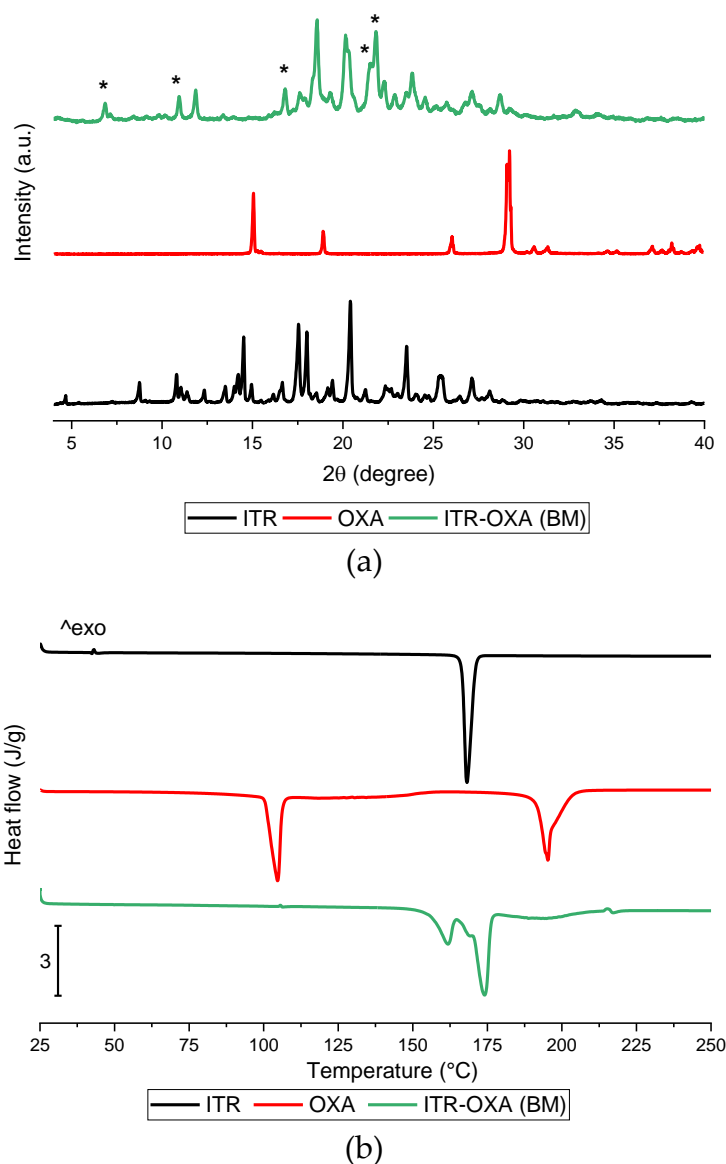 * * * * *
Intensity (a.u.)
5 10 15 20 25 30 35 40
2θ (degree)
ITR OXA ITR-OXA (BM)
(a)
^exo
Heat flow (J/g)
3
25 50 75 100 125 150 175 200 225 250
Temperature (°C)
ITR OXA ITR-OXA (BM)
(b)